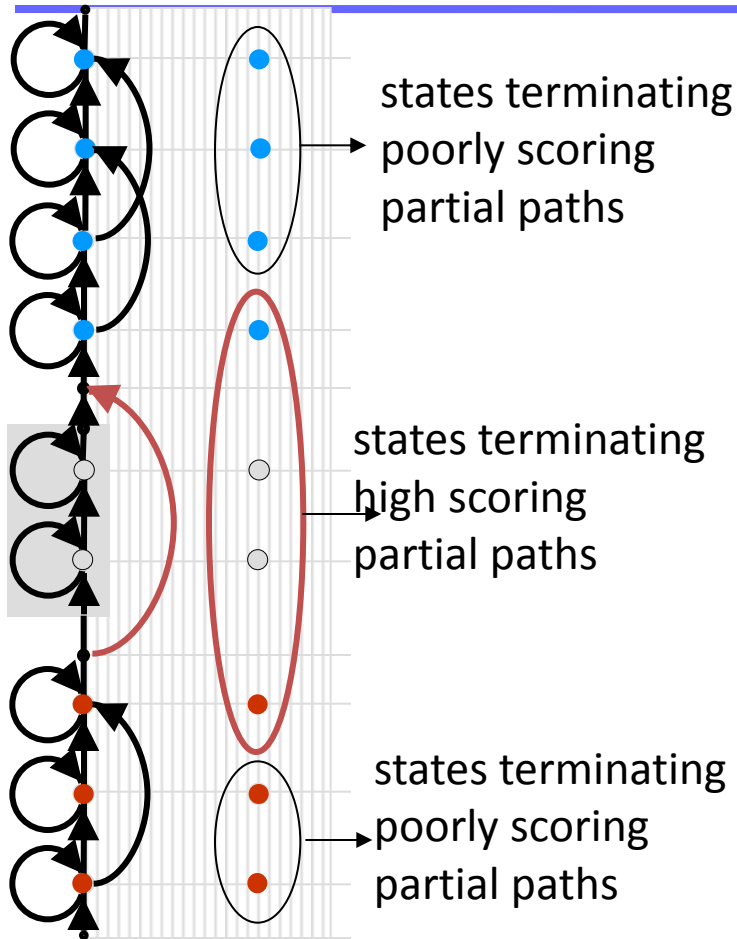 states terminating
poorly scoring
partial paths
states terminating
high scoring
partial paths
states terminating
poorly scoring
partial paths